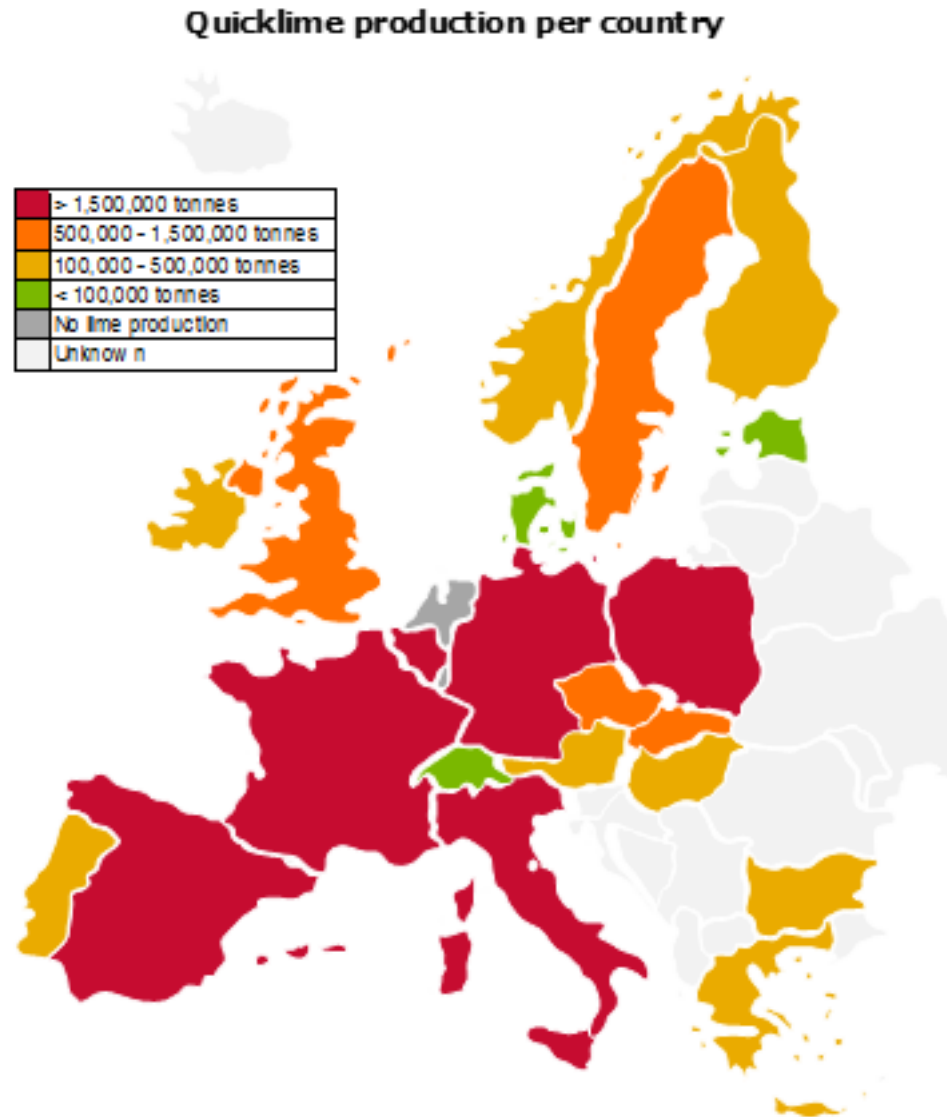 Quicklime production per country
> 1,500,000 tonnes
500,000 - 1,500,000 tonnes
100,000 - 500,000 tonnes
< 100,000 tonnes
No lime production
Unknow n